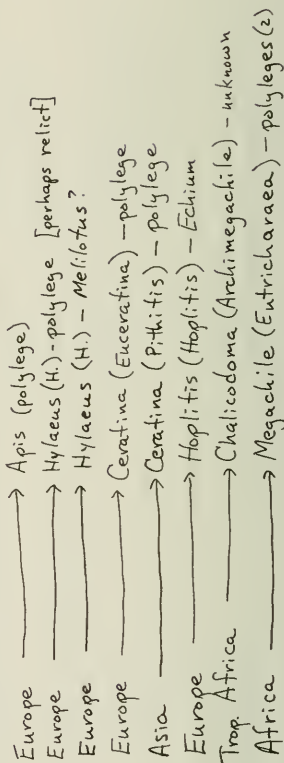 Europe ⟶ Apis (polylege)
Europe ⟶ Hylaeus (H.) - polylege [perhaps relict]
Europe ⟶ Hylaeus (H.) - Melilotus?
Europe ⟶ Ceratina (Euceratina) - polylege
Asia ⟶ Ceratina (Pithitis) - polylege
Europe ⟶ Hoplitis (Hoplitis) - Echium
Trop. Africa ⟶ Chalicodoma (Archimegachile) - unknown
Africa ⟶ Megachile (Eutricharaea) - polyleges (2)